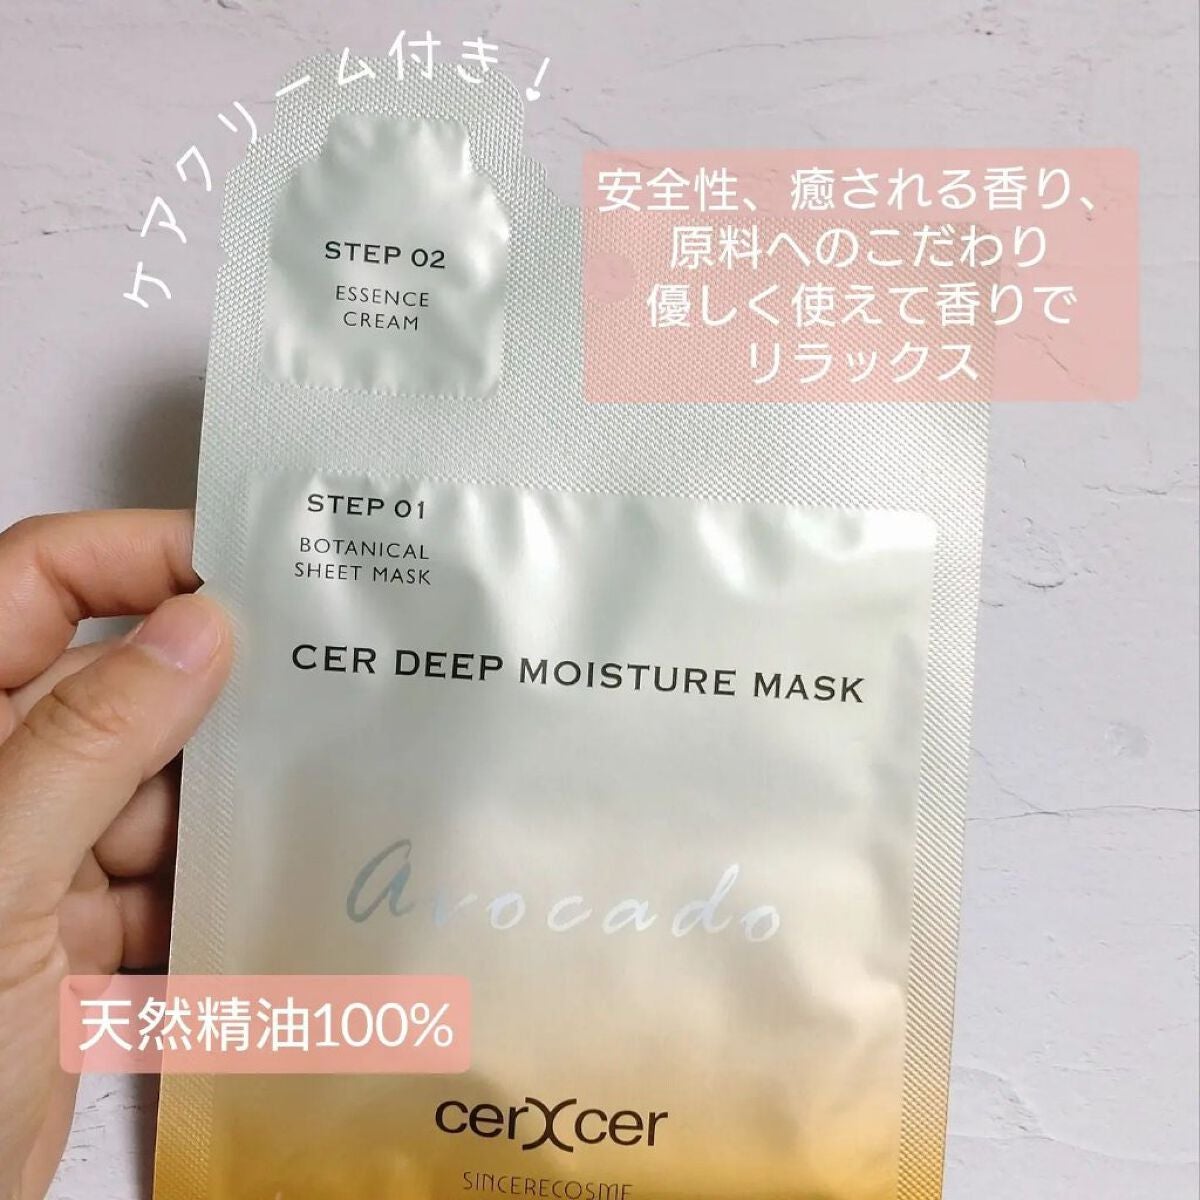 ケアクリーム付き!
安全性、癒される香り、
原料へのこだわり
優しく使えて香りで
リラックス
STEP 02
ESSENCE
CREAM
STEP 01
BOTANICAL
SHEET MASK
CER DEEP MOISTURE MASK
Avocado
天然精油100%
cerXcer
SINCERECOSME